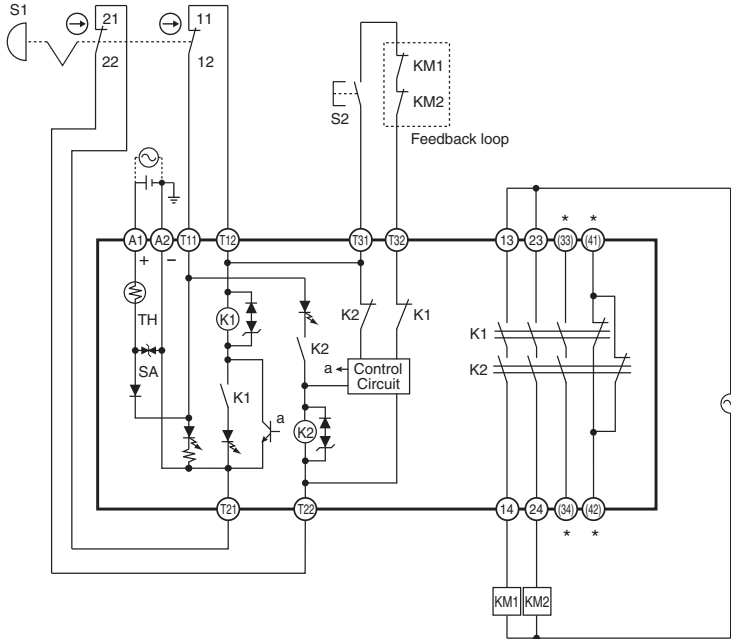 S1
21
11
22
12
KM1
KM2
S2
Feedback loop
A1
A2
T11
T12
T31
T32
13
23
*
(33)
*
(41)
+
−
TH
K1
K2
K2
K1
K1
SA
a
Control
Circuit
K2
K1
a
K2
T21
T22
14
24
(34)
(42)
*
*
KM1
KM2